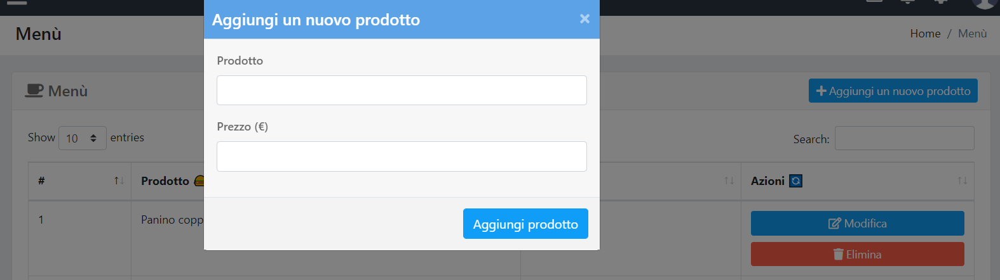 Aggiungi un nuovo prodotto ×
Menù
Home / Menù
Prodotto
Prezzo (€)
Aggiungi prodotto
Menù
Aggiungi un nuovo prodotto
Show 10 entries
Search:
# Prodotto Azioni
1 Panino copp
Modifica
Elimina